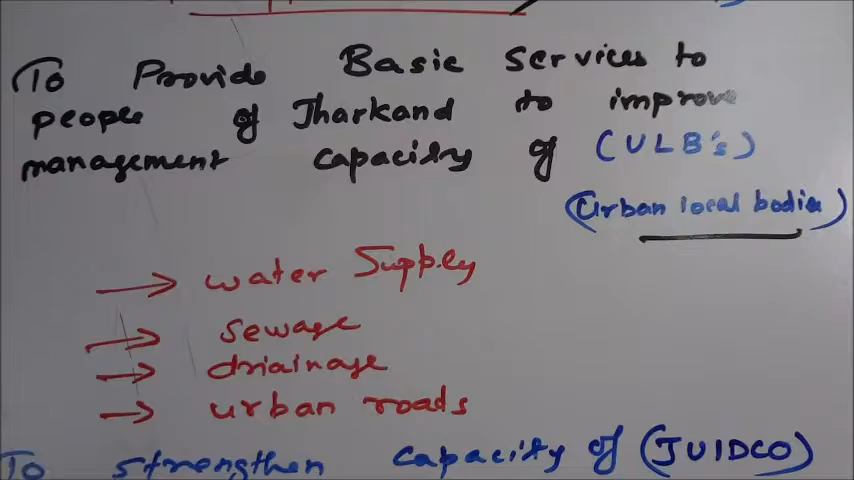 To Provide Basic Services to
people of Jharkand to to improve
management capacity of (ULB's)
(Urban local bodies)
→ water Supply
→ sewage
→ drainage
→ urban roads
To strengthen capacity of (JUIDCO)